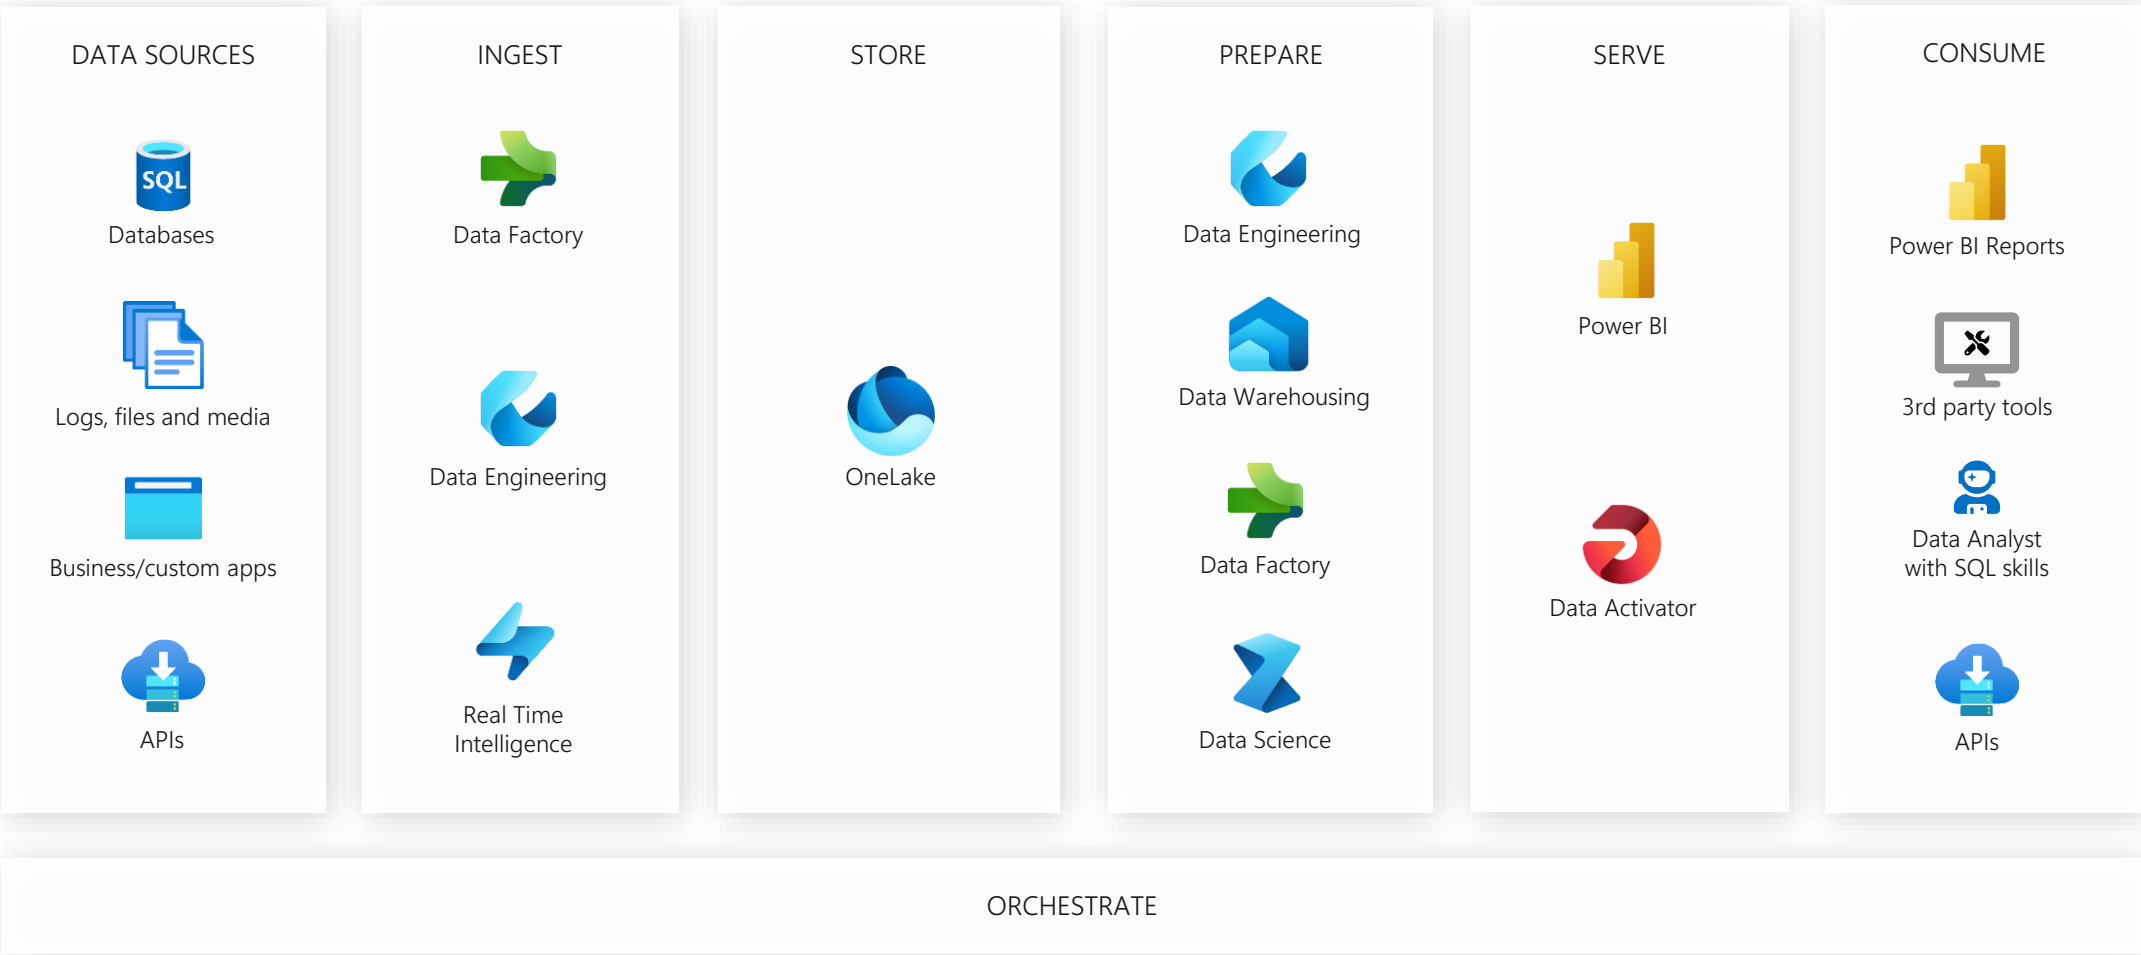 DATA SOURCES
SQL
Databases
Logs, files and media
Business/custom apps
APIs
INGEST
Data Factory
Data Engineering
Real Time
Intelligence
STORE
OneLake
PREPARE
Data Engineering
Data Warehousing
Data Factory
Data Science
SERVE
Power BI
Data Activator
CONSUME
Power BI Reports
3rd party tools
Data Analyst
with SQL skills
APIs
ORCHESTRATE